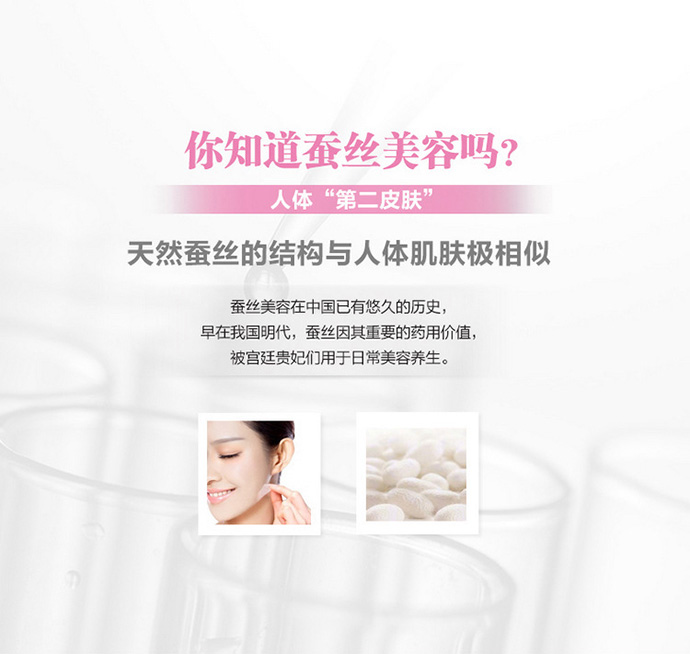 你知道蚕丝美容吗?
人体“第二皮肤”
天然蚕丝的结构与人体肌肤极相似
蚕丝美容在中国已有悠久的历史,
早在我国明代，蚕丝因其重要的药用价值，
被宫廷贵妃们用于日常美容养生。